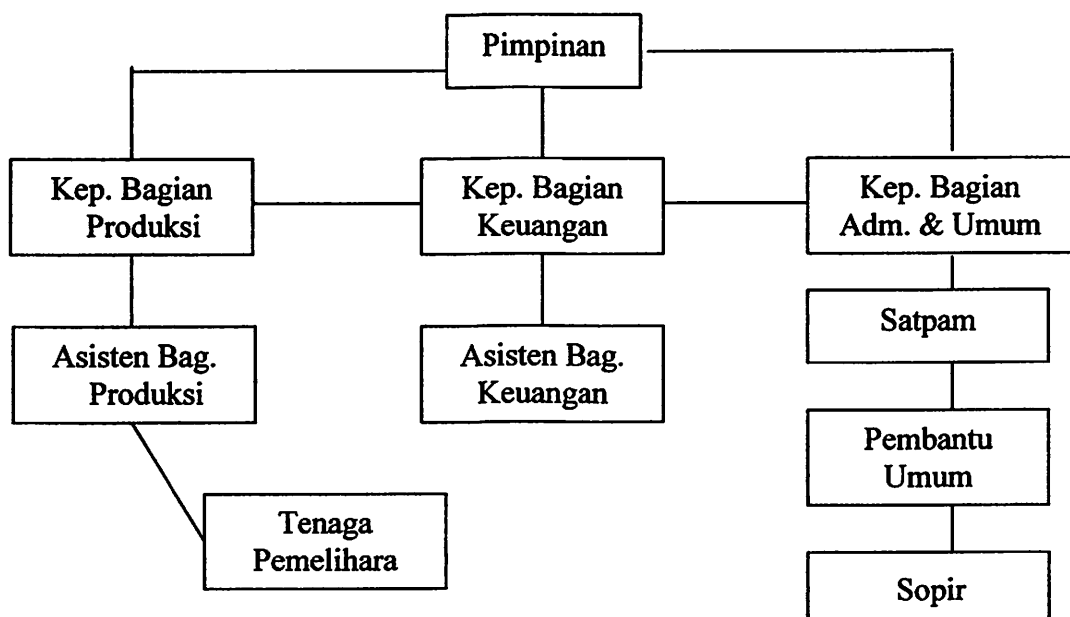 Pimpinan
Kep. Bagian
Produksi
Kep. Bagian
Keuangan
Kep. Bagian
Adm. & Umum
Asisten Bag.
Produksi
Asisten Bag.
Keuangan
Satpam
Pembantu
Umum
Tenaga
Pemelihara
Sopir